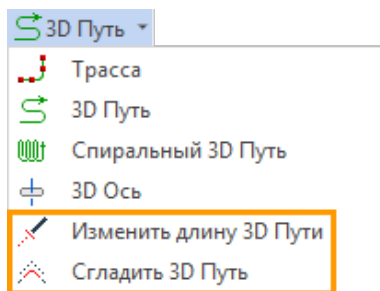 3D Путь
Трасса
3D Путь
Спиральный 3D Путь
3D Ось
Изменить длину 3D Пути
Сгладить 3D Путь